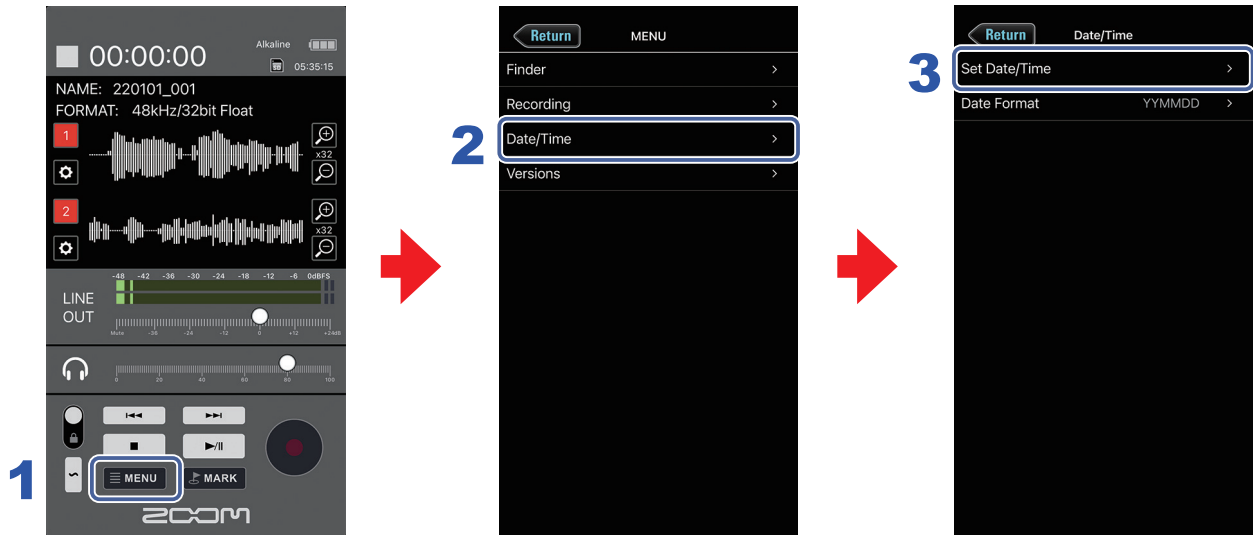 1
00:00:00
Alkaline
05:35:15
NAME: 220101_001
FORMAT: 48kHz/32bit Float
1
x32
2
x32
-48 -42 -36 -30 -24 -18 -12 -6 0dBFS
LINE
OUT
Mute -36 -24 -12 0 +12 +24dB
0 20 40 60 80 100
MENU
MARK
ZOOM
2
Return MENU
Finder >
Recording >
Date/Time >
Versions >
3
Return Date/Time
Set Date/Time >
Date Format YYMMDD >